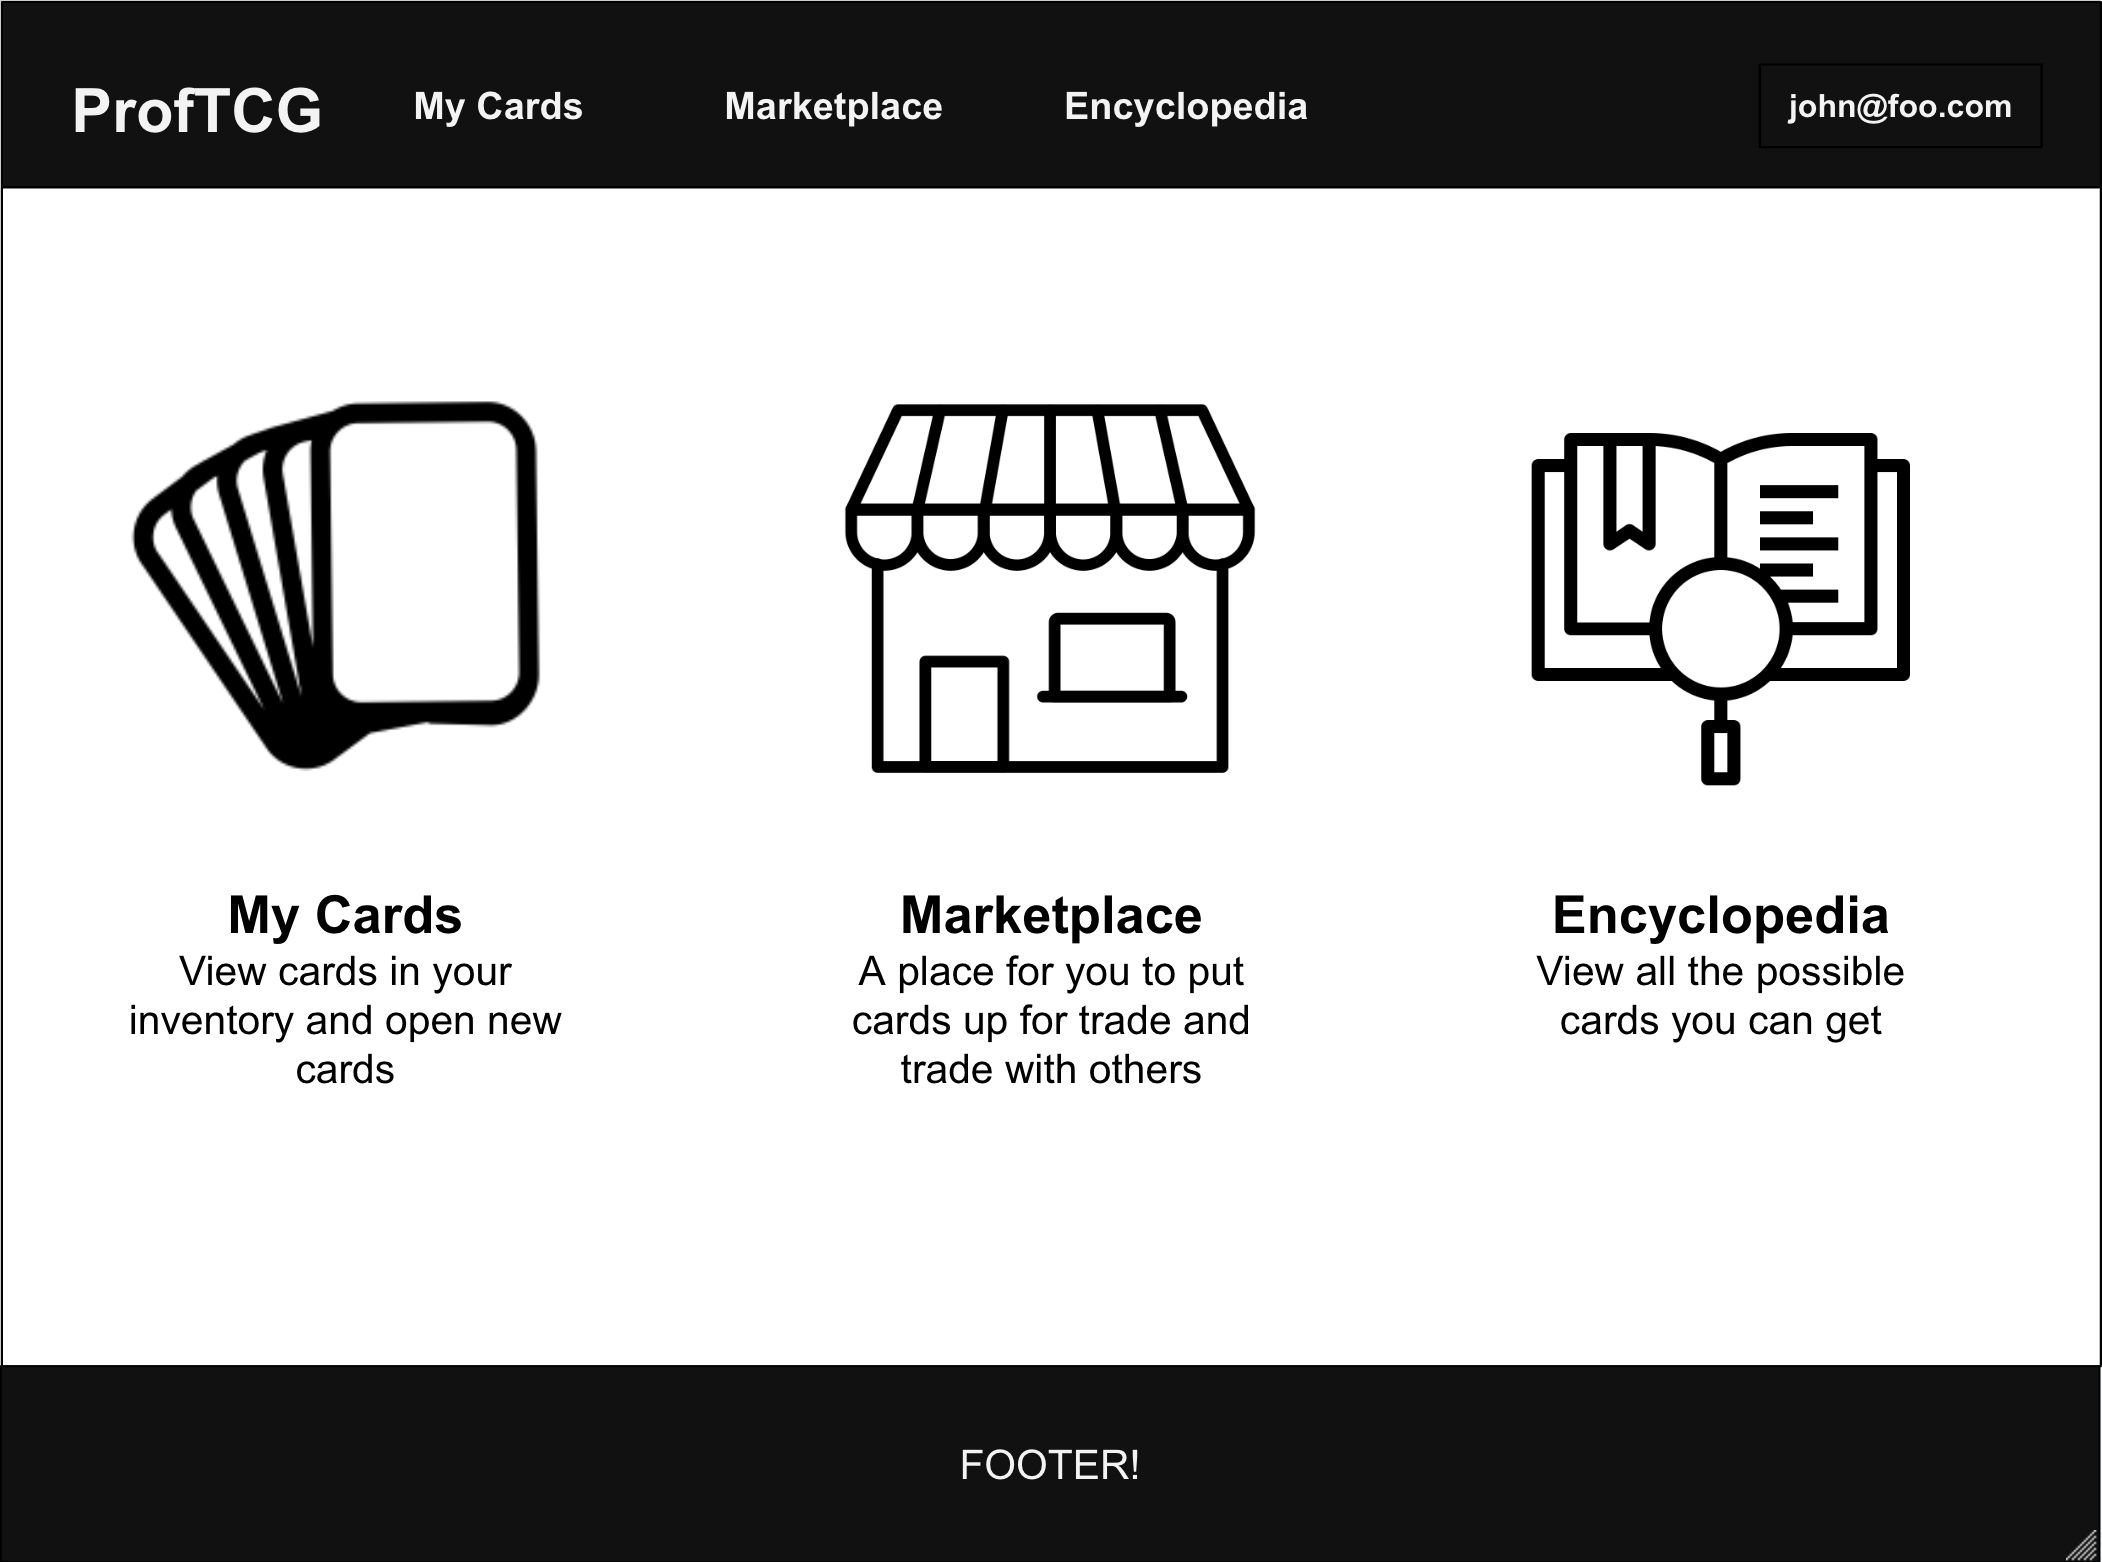 ProfTCG
My Cards
Marketplace
Encyclopedia
john@foo.com
My Cards
View cards in your
inventory and open new
cards
Marketplace
A place for you to put
cards up for trade and
trade with others
Encyclopedia
View all the possible
cards you can get
FOOTER!